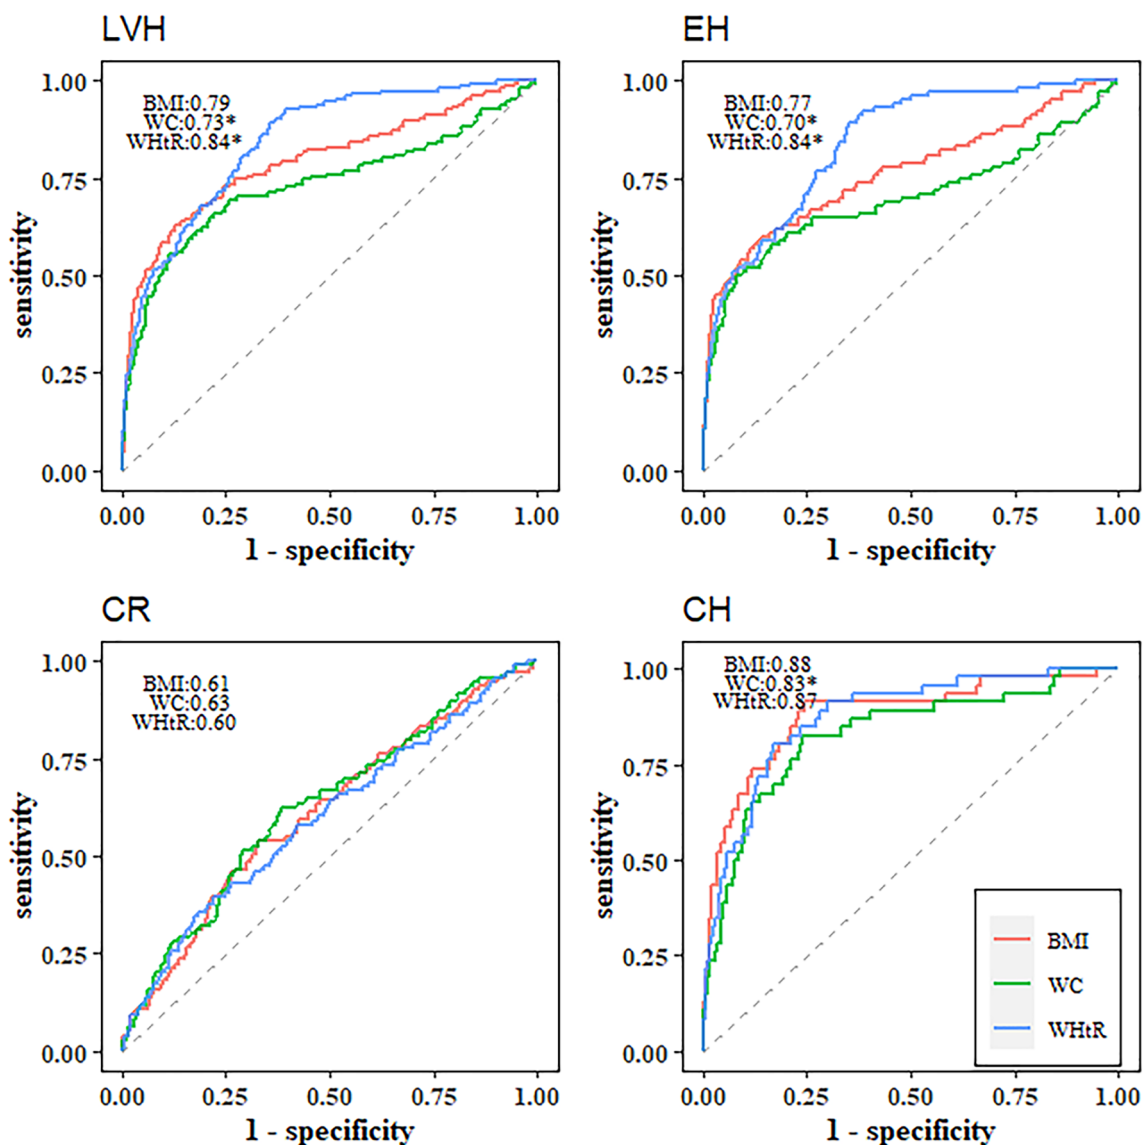 LVH
BMI:0.79
WC:0.73*
WHtR:0.84*
1.00
0.75
0.50
0.25
0.00
sensitivity
0.00 0.25 0.50 0.75 1.00
1 - specificity
EH
BMI:0.77
WC:0.70*
WHtR:0.84*
1.00
0.75
0.50
0.25
0.00
sensitivity
0.00 0.25 0.50 0.75 1.00
1 - specificity
CR
BMI:0.61
WC:0.63
WHtR:0.60
1.00
0.75
0.50
0.25
0.00
sensitivity
0.00 0.25 0.50 0.75 1.00
1 - specificity
CH
BMI:0.88
WC:0.83*
WHtR:0.87
1.00
0.75
0.50
0.25
0.00
sensitivity
0.00 0.25 0.50 0.75 1.00
1 - specificity
BMI
WC
WHtR